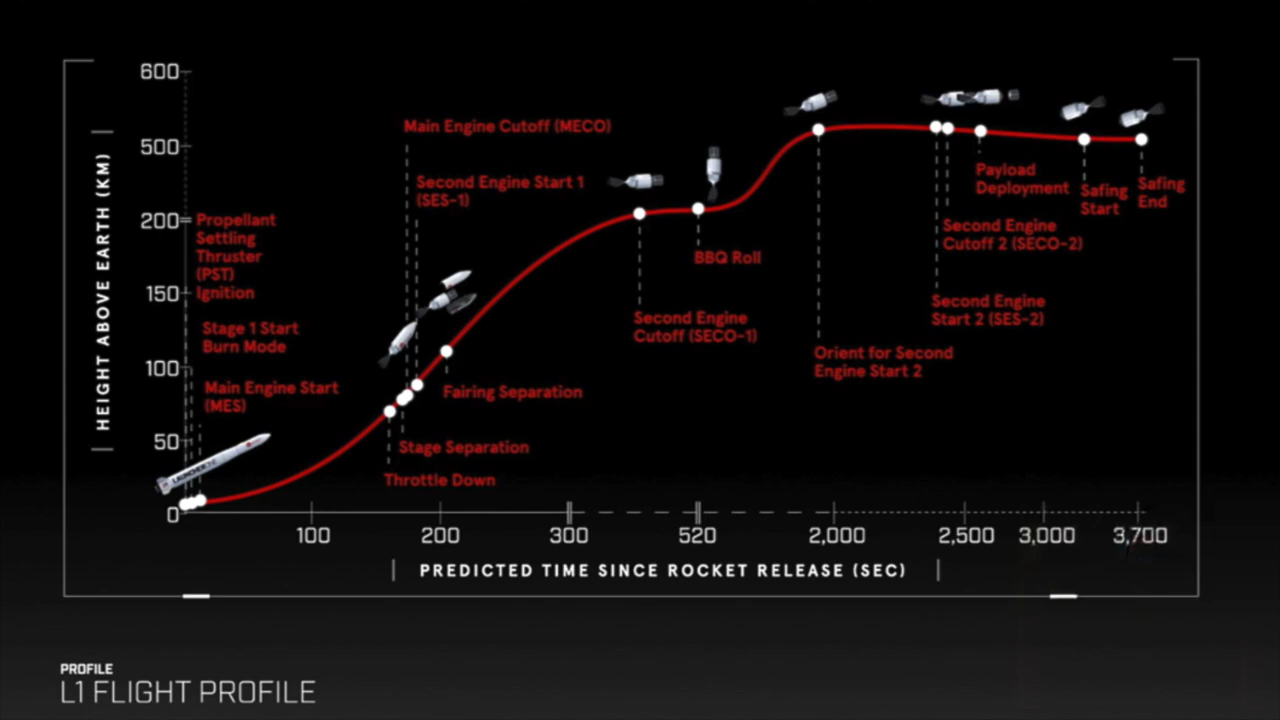 600
500
200
150
100
50
0
HEIGHT ABOVE EARTH (KM)
Propellant
Settling
Thruster
(PST)
Ignition
Stage 1 Start
Burn Mode
Main Engine Start
(MES)
Main Engine Cutoff (MECO)
Second Engine Start 1
(SES-1)
Fairing Separation
Stage Separation
Throttle Down
BBQ Roll
Second Engine
Cutoff (SECO-1)
Orient for Second
Engine Start 2
Payload
Deployment
Safing
Start
Safing
End
Second Engine
Cutoff 2 (SECO-2)
Second Engine
Start 2 (SES-2)
100 200 300 520 2,000 2,500 3,000 3,700
PREDICTED TIME SINCE ROCKET RELEASE (SEC)
PROFILE
L1 FLIGHT PROFILE